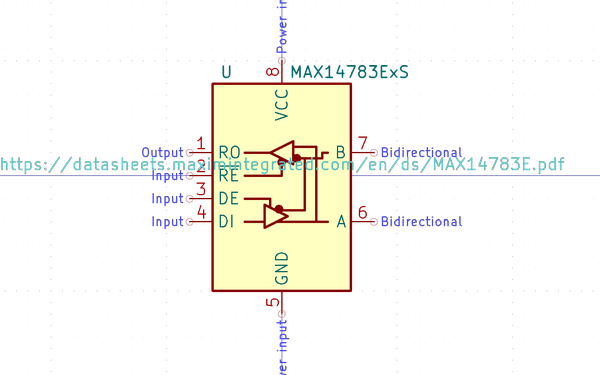 Power in
U MAX14783ExS
8
VCC
Output 1 RO B 7 Bidirectional
https://datasheets.maximintegrated.com/en/ds/MAX14783E.pdf
Input 2 RE
Input 3 DE
Input 4 DI A 6 Bidirectional
GND
5
wer input